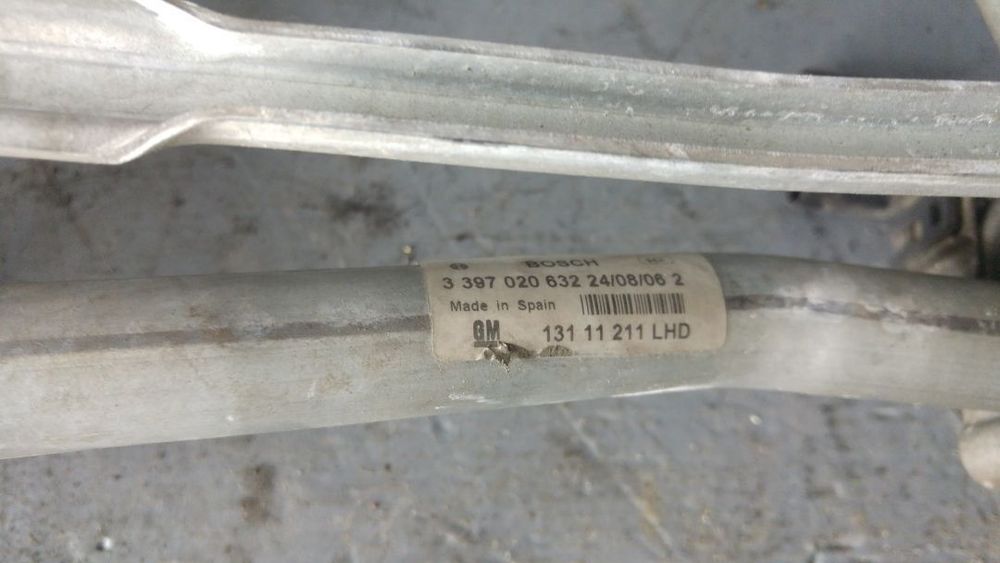 BOSCH
3 397 020 632 24/08/06 2
Made in Spain
GM 131 11 211 LHD